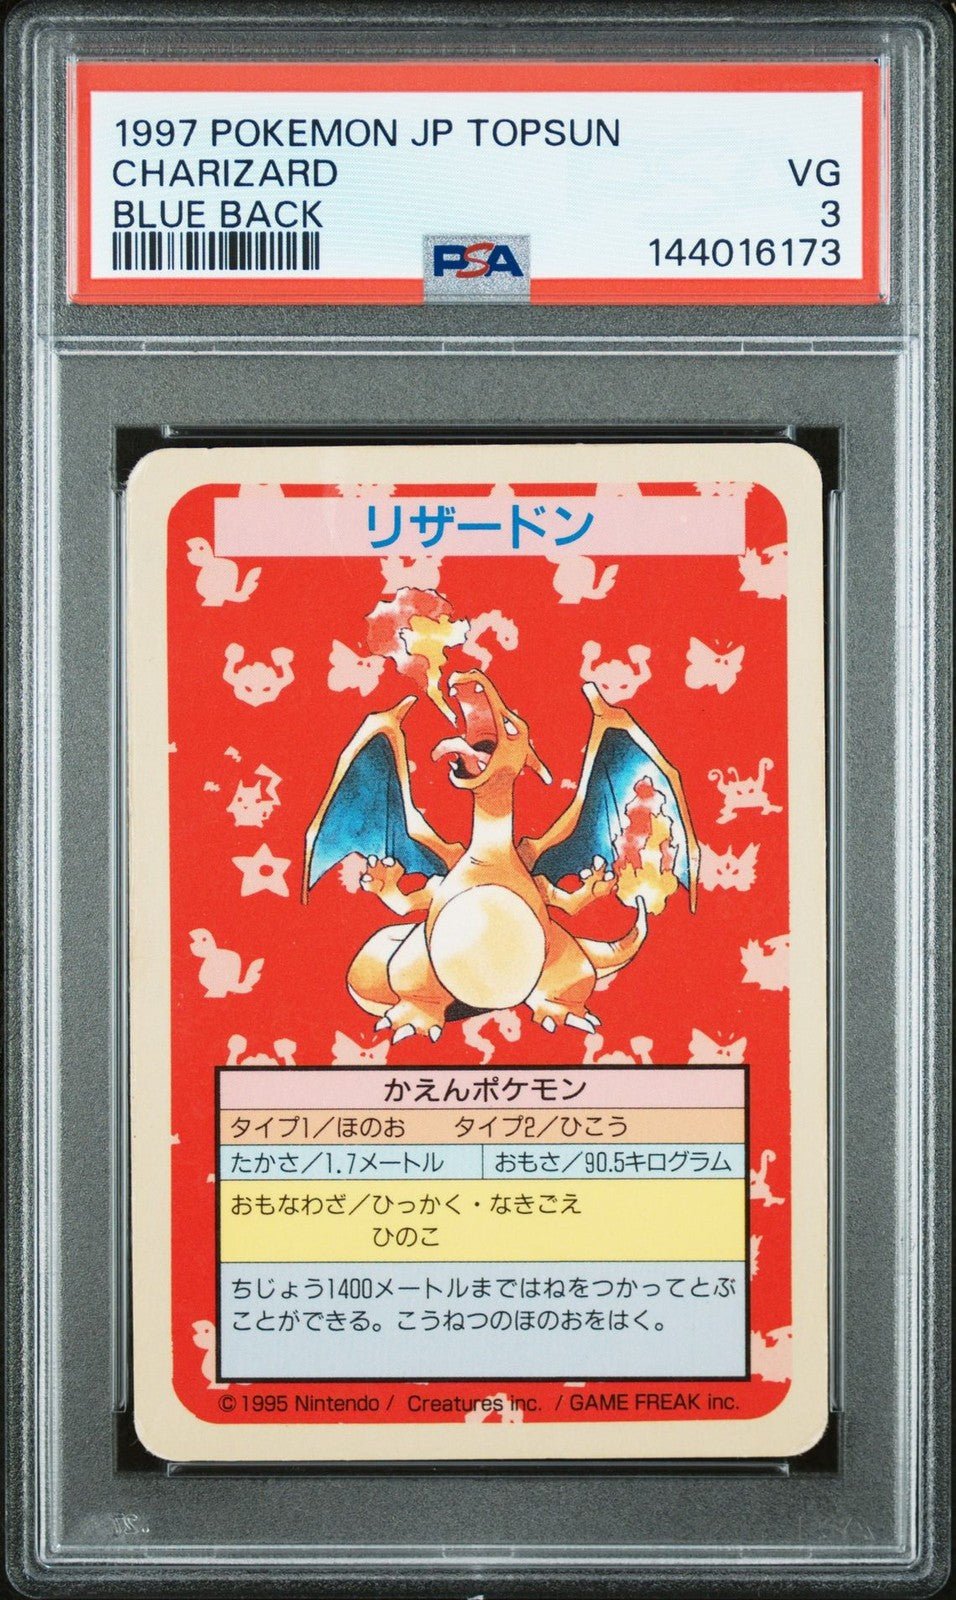 1997 POKEMON JP TOPSUN
CHARIZARD VG
BLUE BACK 3
PSA 144016173
リザードン
かえんポケモン
タイプ1/ほのお タイプ2/ひこう
たかさ/1.7メートル おもさ/90.5キログラム
おもなわざ/ひっかく・なきごえ
ひのこ
ちじょう1400メートルまではねをつかってとぶ
ことができる。こうねつのほのおをはく。
©1995 Nintendo / Creatures inc. / GAME FREAK inc.